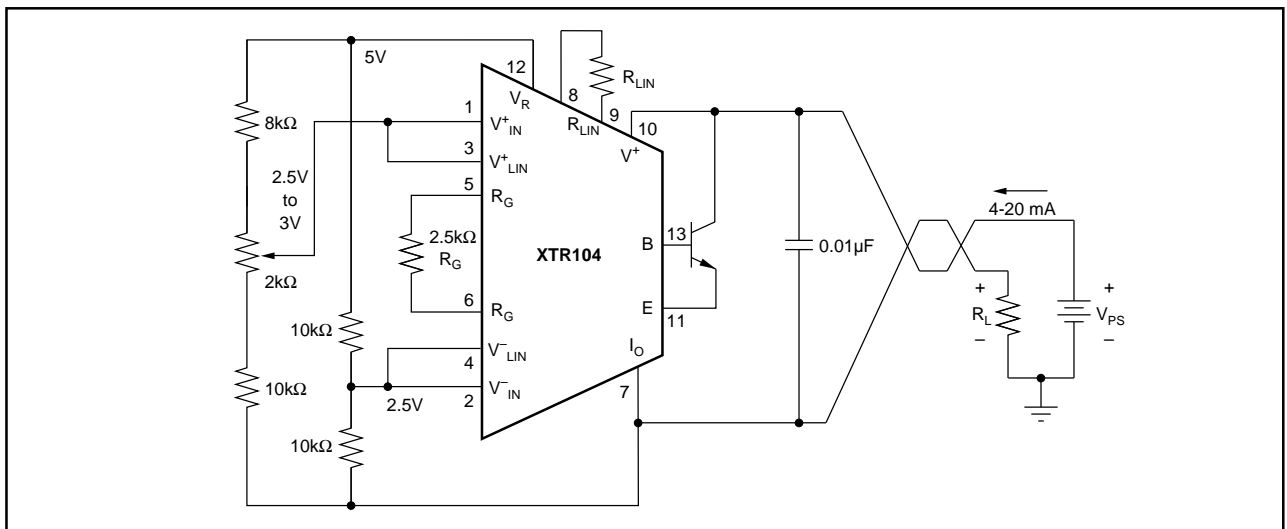 5V
12
V_R
8
R_LIN
R_LIN
9
10
V⁺
8kΩ
1
V⁺_IN
3
V⁺_LIN
2.5V
to
3V
5
R_G
2.5kΩ
R_G
XTR104
B
13
0.01µF
4-20 mA
2kΩ
6
R_G
E
11
+
R_L
–
+
V_PS
–
10kΩ
V⁻_LIN
4
I_O
7
10kΩ
2.5V
2
V⁻_IN
10kΩ